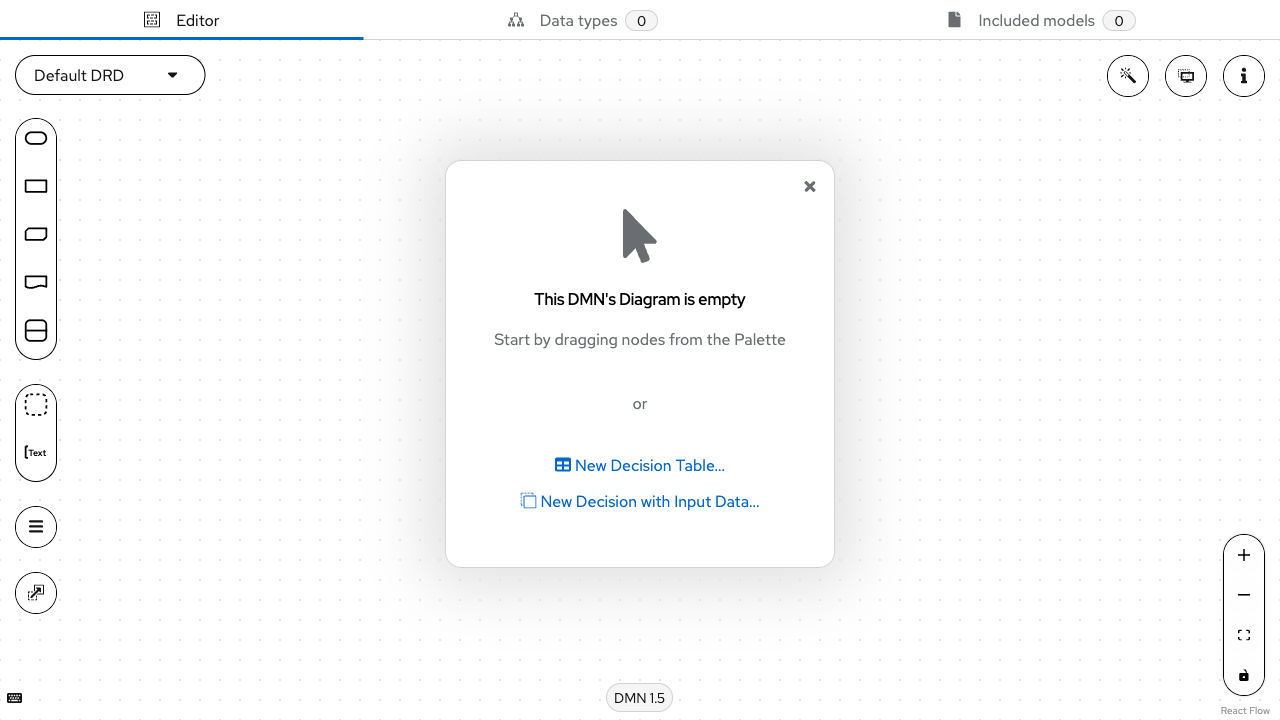 Editor
Data types 0
Included models 0
Default DRD
This DMN's Diagram is empty
Start by dragging nodes from the Palette
or
New Decision Table...
New Decision with Input Data...
Text
DMN 1.5
React Flow